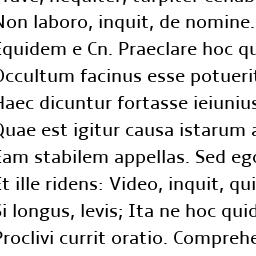 Non laboro, inquit, de nomine.
Equidem e Cn. Praeclare hoc qu
Occultum facinus esse potuerit
Haec dicuntur fortasse ieiunius
Quae est igitur causa istarum a
Eam stabilem appellas. Sed ego
Et ille ridens: Video, inquit, qui
Si longus, levis; Ita ne hoc quid
Proclivi currit oratio. Comprehe